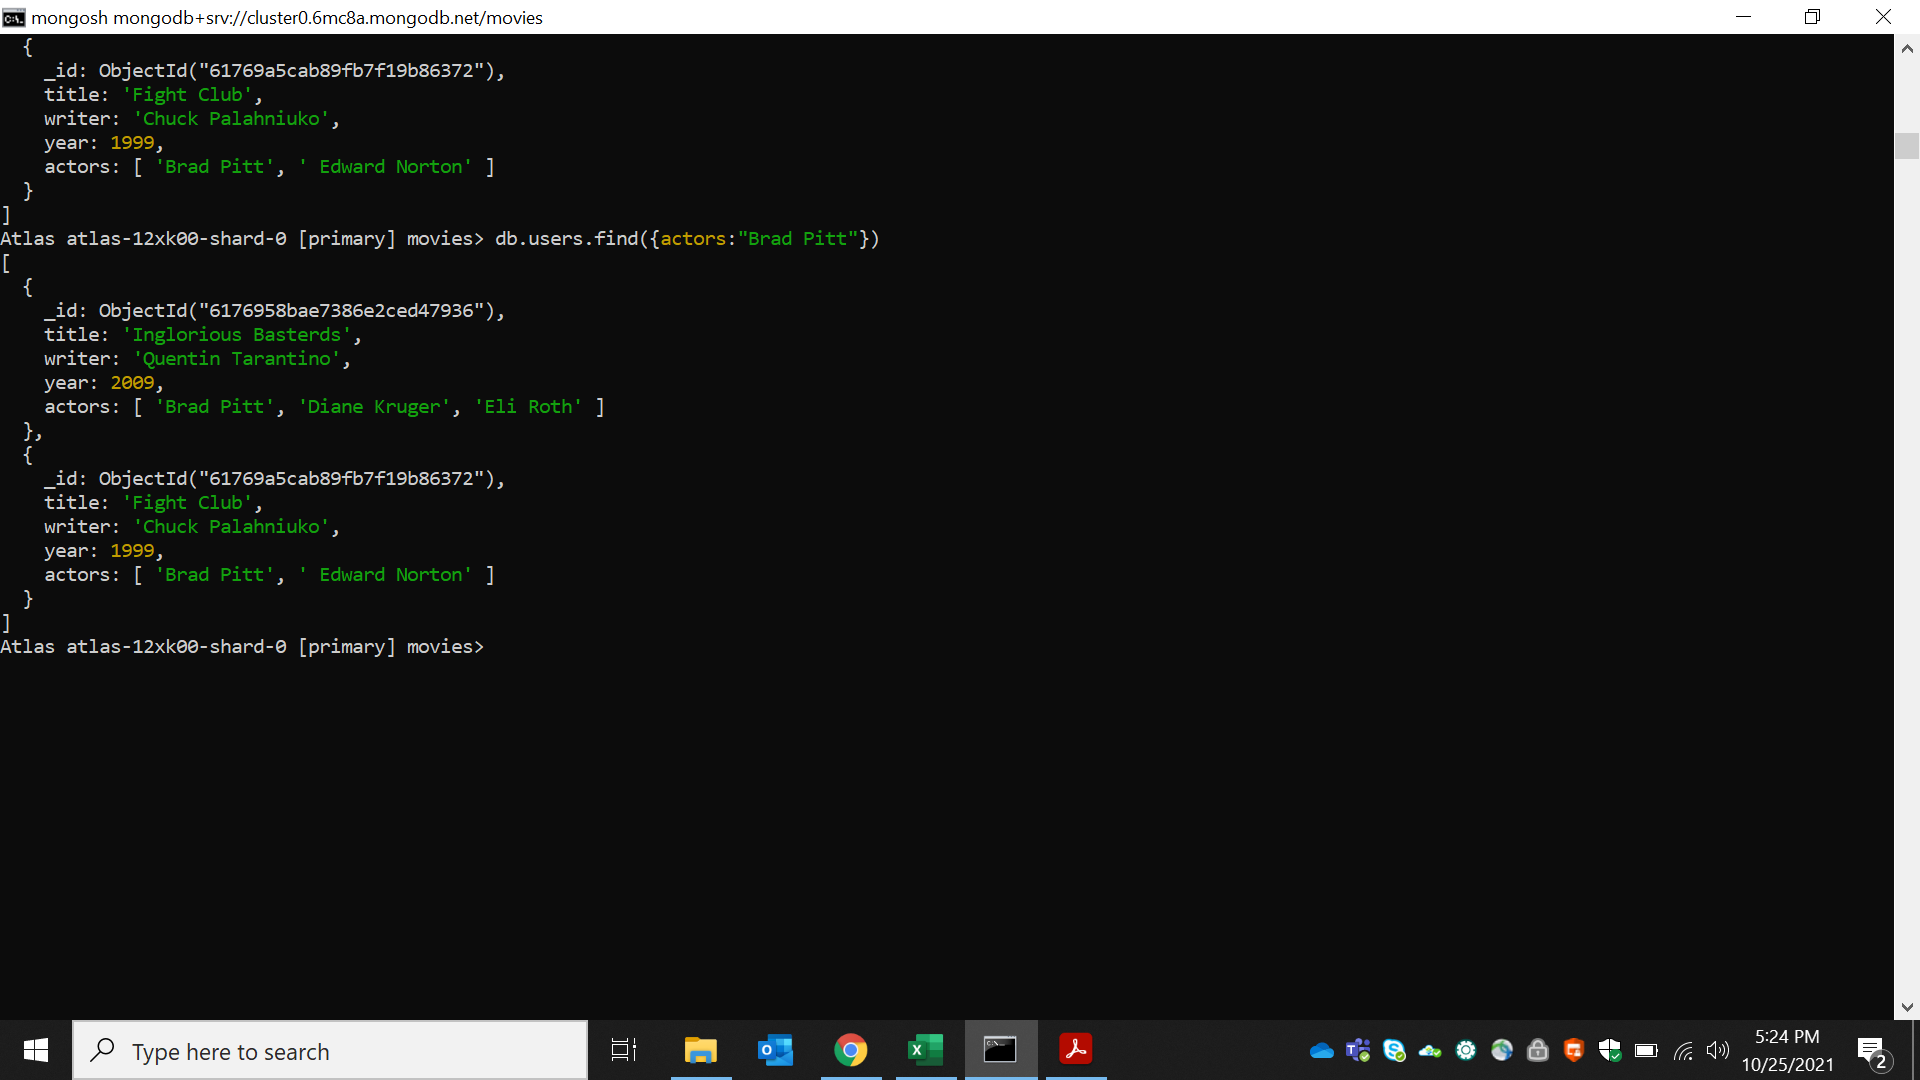 mongosh mongodb+srv://cluster0.6mc8a.mongodb.net/movies
{
_id: ObjectId("61769a5cab89fb7f19b86372"),
title: 'Fight Club',
writer: 'Chuck Palahniuko',
year: 1999,
actors: [ 'Brad Pitt', ' Edward Norton' ]
}
]
Atlas atlas-12xk00-shard-0 [primary] movies> db.users.find({actors:"Brad Pitt"})
[
{
_id: ObjectId("6176958bae7386e2ced47936"),
title: 'Inglorious Basterds',
writer: 'Quentin Tarantino',
year: 2009,
actors: [ 'Brad Pitt', 'Diane Kruger', 'Eli Roth' ]
},
{
_id: ObjectId("61769a5cab89fb7f19b86372"),
title: 'Fight Club',
writer: 'Chuck Palahniuko',
year: 1999,
actors: [ 'Brad Pitt', ' Edward Norton' ]
}
]
Atlas atlas-12xk00-shard-0 [primary] movies>
Type here to search
5:24 PM
10/25/2021
2